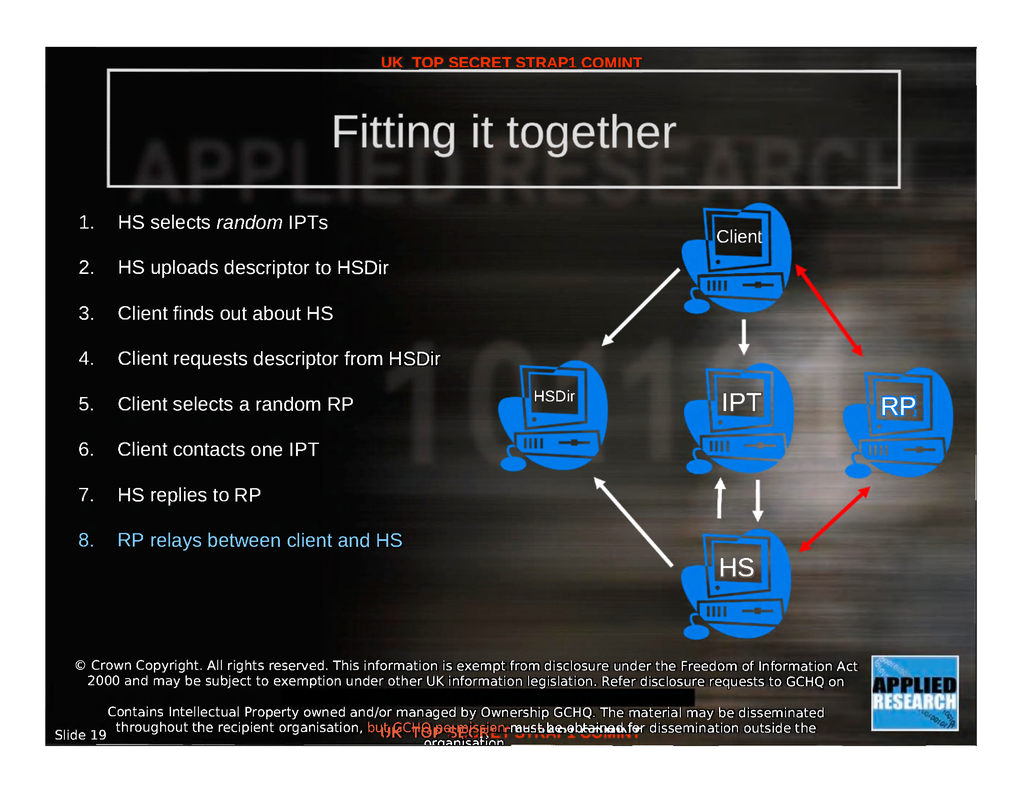 UK TOP SECRET STRAP1 COMINT
Fitting it together
APPLIED RESEARCH
1. HS selects random IPTs
2. HS uploads descriptor to HSDir
3. Client finds out about HS
4. Client requests descriptor from HSDir
5. Client selects a random RP
6. Client contacts one IPT
7. HS replies to RP
8. RP relays between client and HS
Client
HSDir
IPT
RP
HS
© Crown Copyright. All rights reserved. This information is exempt from disclosure under the Freedom of Information Act
2000 and may be subject to exemption under other UK information legislation. Refer disclosure requests to GCHQ on
Contains Intellectual Property owned and/or managed by Ownership GCHQ. The material may be disseminated
throughout the recipient organisation, but GCHQ permission must be obtained for dissemination outside the
organisation
UK TOP SECRET STRAP1 COMINT
Slide 19
APPLIED
RESEARCH